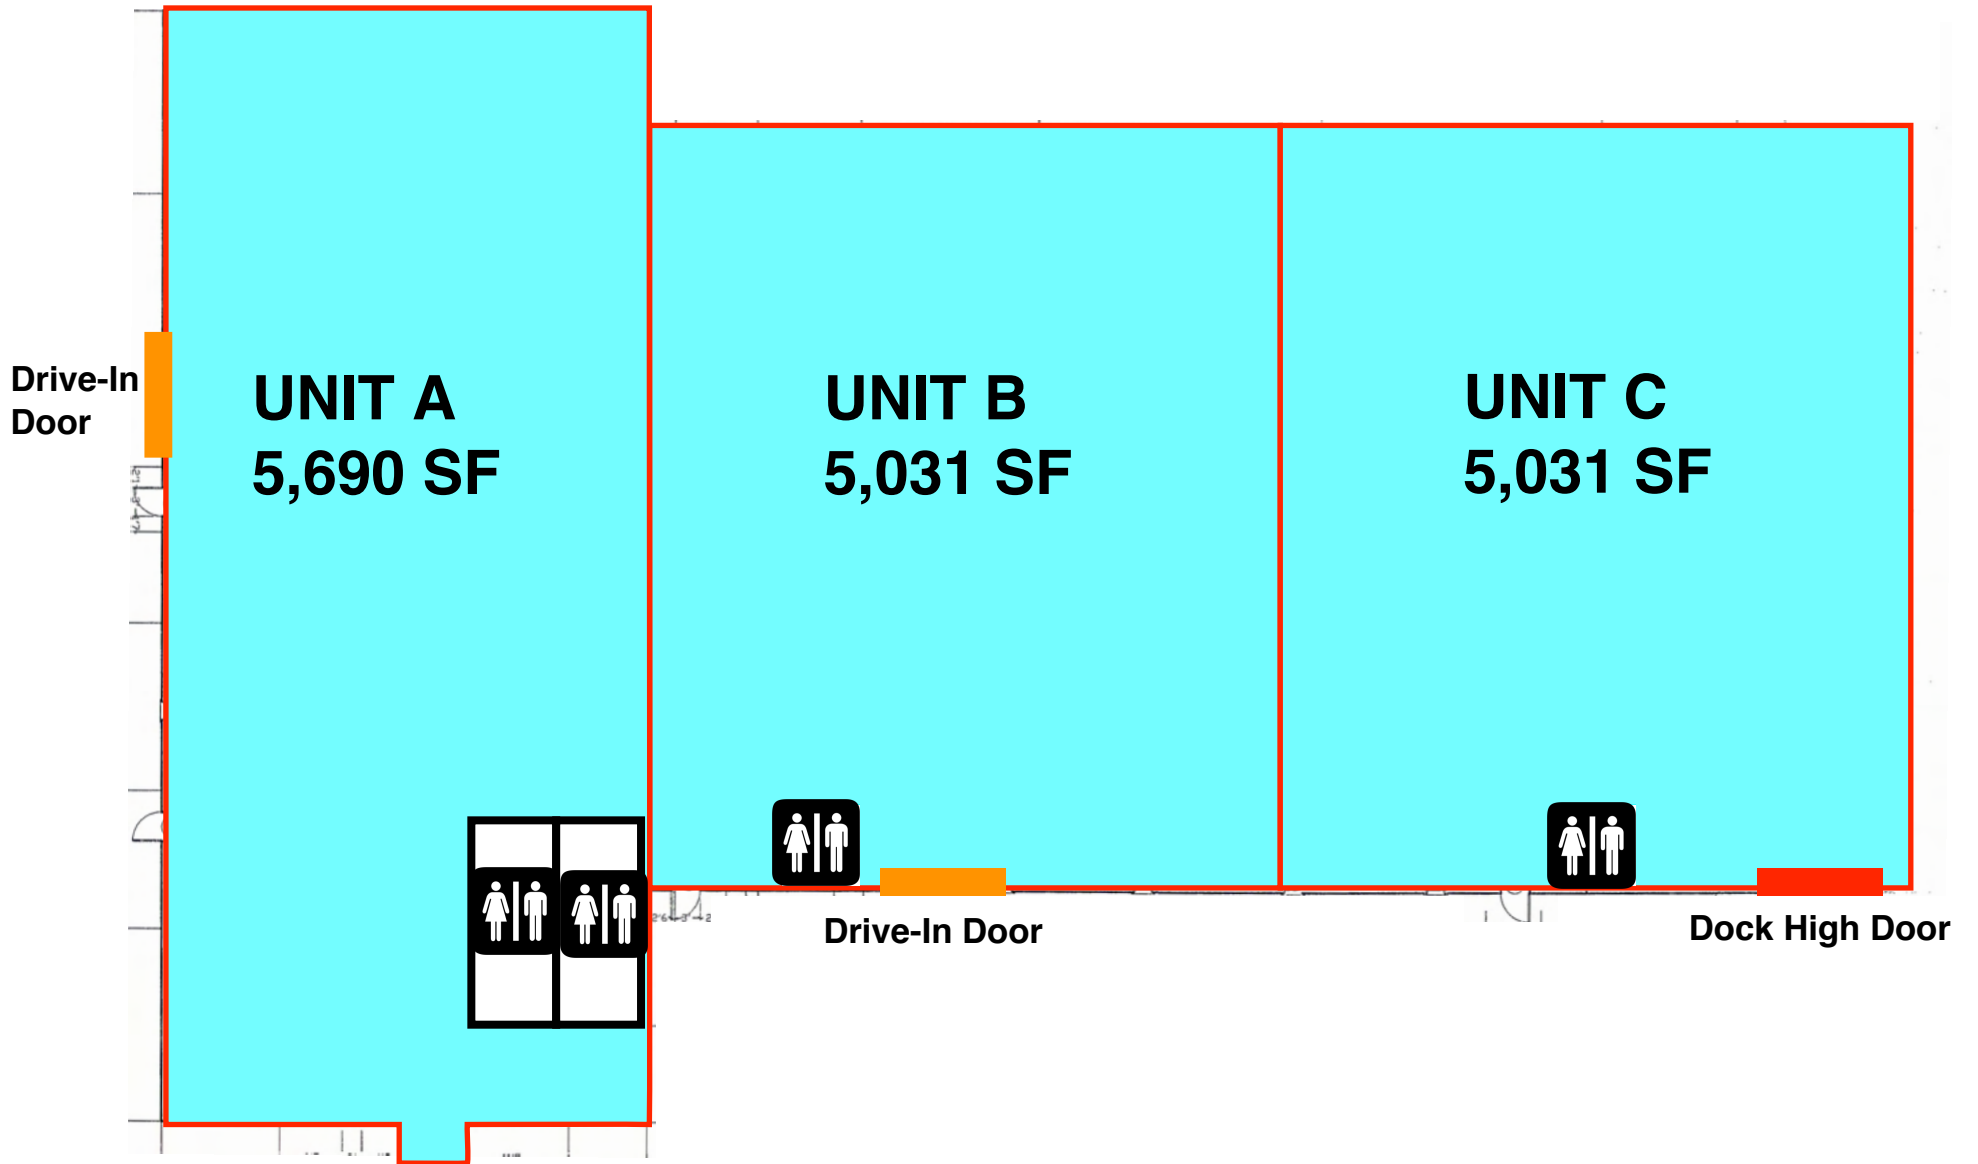 Drive-In
Door
UNIT A
5,690 SF
UNIT B
5,031 SF
UNIT C
5,031 SF
Drive-In Door
Dock High Door